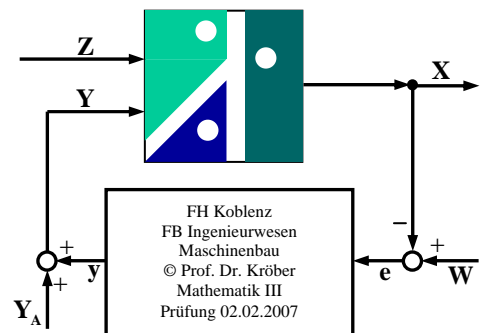 Z
X
Y
FH Koblenz
FB Ingenieurwesen
Maschinenbau
© Prof. Dr. Kröber
Mathematik III
Prüfung 02.02.2007
−
+
+
y
e
W
+
Y_A